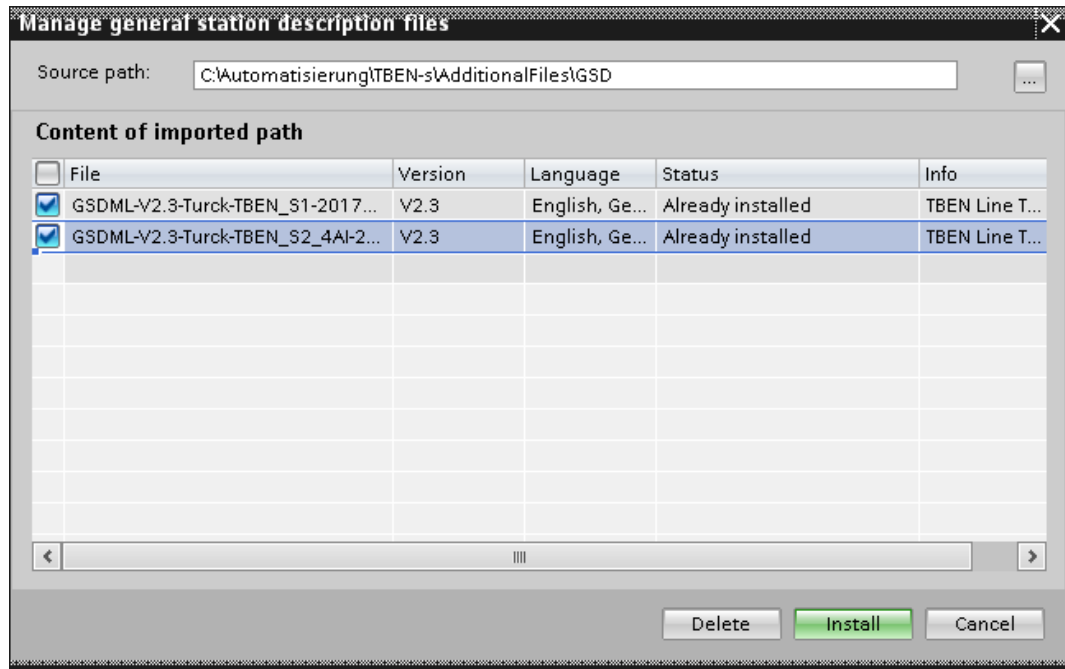 Manage general station description files
Source path: C:\Automatisierung\TBEN-s\AdditionalFiles\GSD ...
Content of imported path
File Version Language Status Info
GSDML-V2.3-Turck-TBEN_S1-2017... V2.3 English, Ge... Already installed TBEN Line T...
GSDML-V2.3-Turck-TBEN_S2_4AI-2... V2.3 English, Ge... Already installed TBEN Line T...
Delete Install Cancel